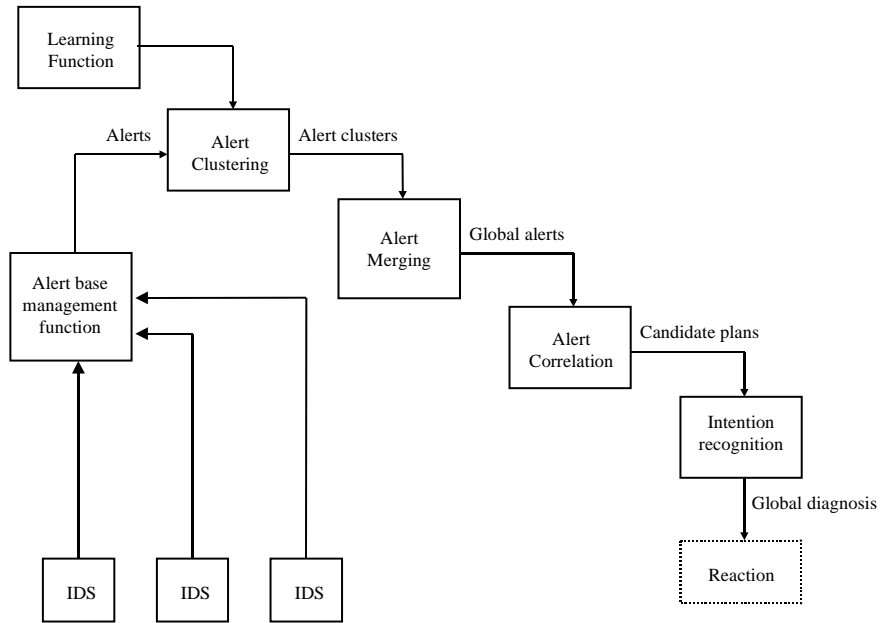 Learning
Function
Alerts
Alert
Clustering
Alert clusters
Alert
Merging
Global alerts
Alert base
management
function
Alert
Correlation
Candidate plans
Intention
recognition
Global diagnosis
Reaction
IDS
IDS
IDS